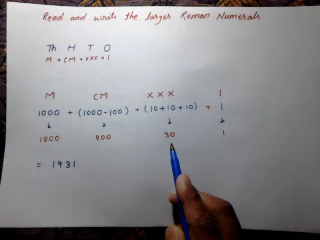 Read and write the larger Roman Numerals
Th H T O
M + CM + XXX + I
M CM X X X I
1000 + (1000-100) + (10+10+10) + 1
↓ ↓ ↓ ↓
1000 900 30 1
= 1931